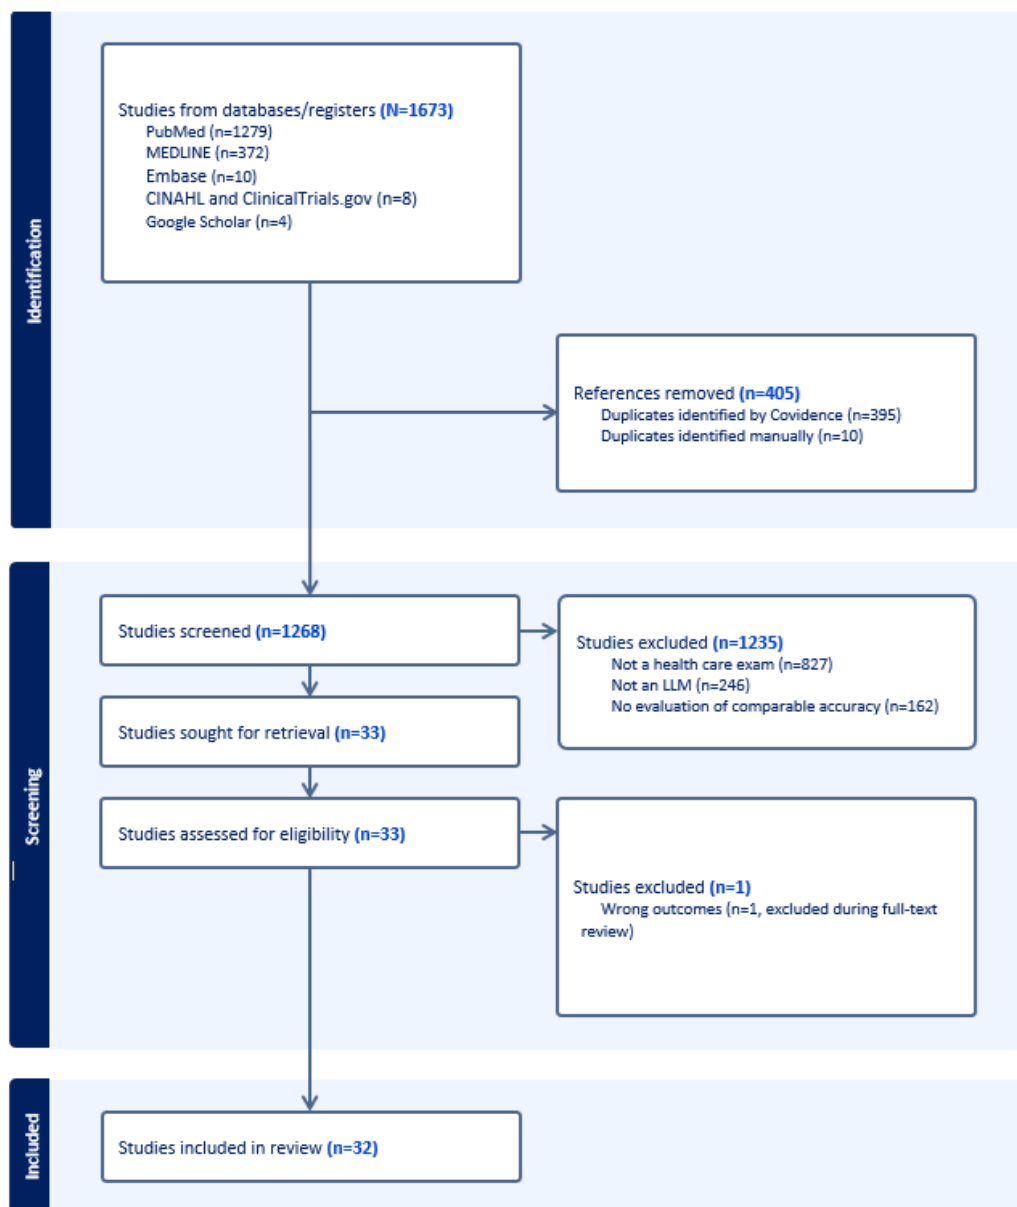 Identification
Studies from databases/registers (N=1673)
PubMed (n=1279)
MEDLINE (n=372)
Embase (n=10)
CINAHL and ClinicalTrials.gov (n=8)
Google Scholar (n=4)
References removed (n=405)
Duplicates identified by Covidence (n=395)
Duplicates identified manually (n=10)
Screening
Studies screened (n=1268)
Studies excluded (n=1235)
Not a health care exam (n=827)
Not an LLM (n=246)
No evaluation of comparable accuracy (n=162)
Studies sought for retrieval (n=33)
Studies assessed for eligibility (n=33)
Studies excluded (n=1)
Wrong outcomes (n=1, excluded during full-text
review)
Included
Studies included in review (n=32)